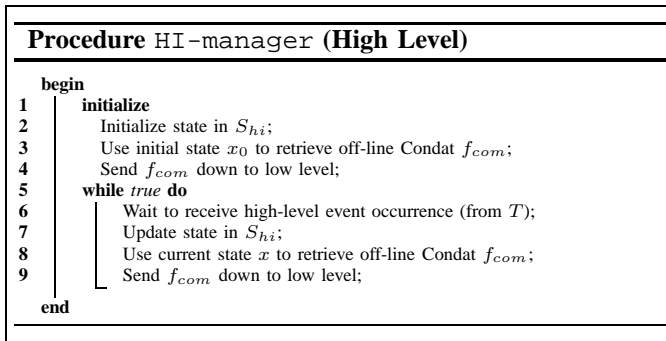 Procedure HI-manager (High Level)
begin
1 initialize
2 Initialize state in S_hi;
3 Use initial state x_0 to retrieve off-line Condat f_com;
4 Send f_com down to low level;
5 while true do
6 Wait to receive high-level event occurrence (from T);
7 Update state in S_hi;
8 Use current state x to retrieve off-line Condat f_com;
9 Send f_com down to low level;
end